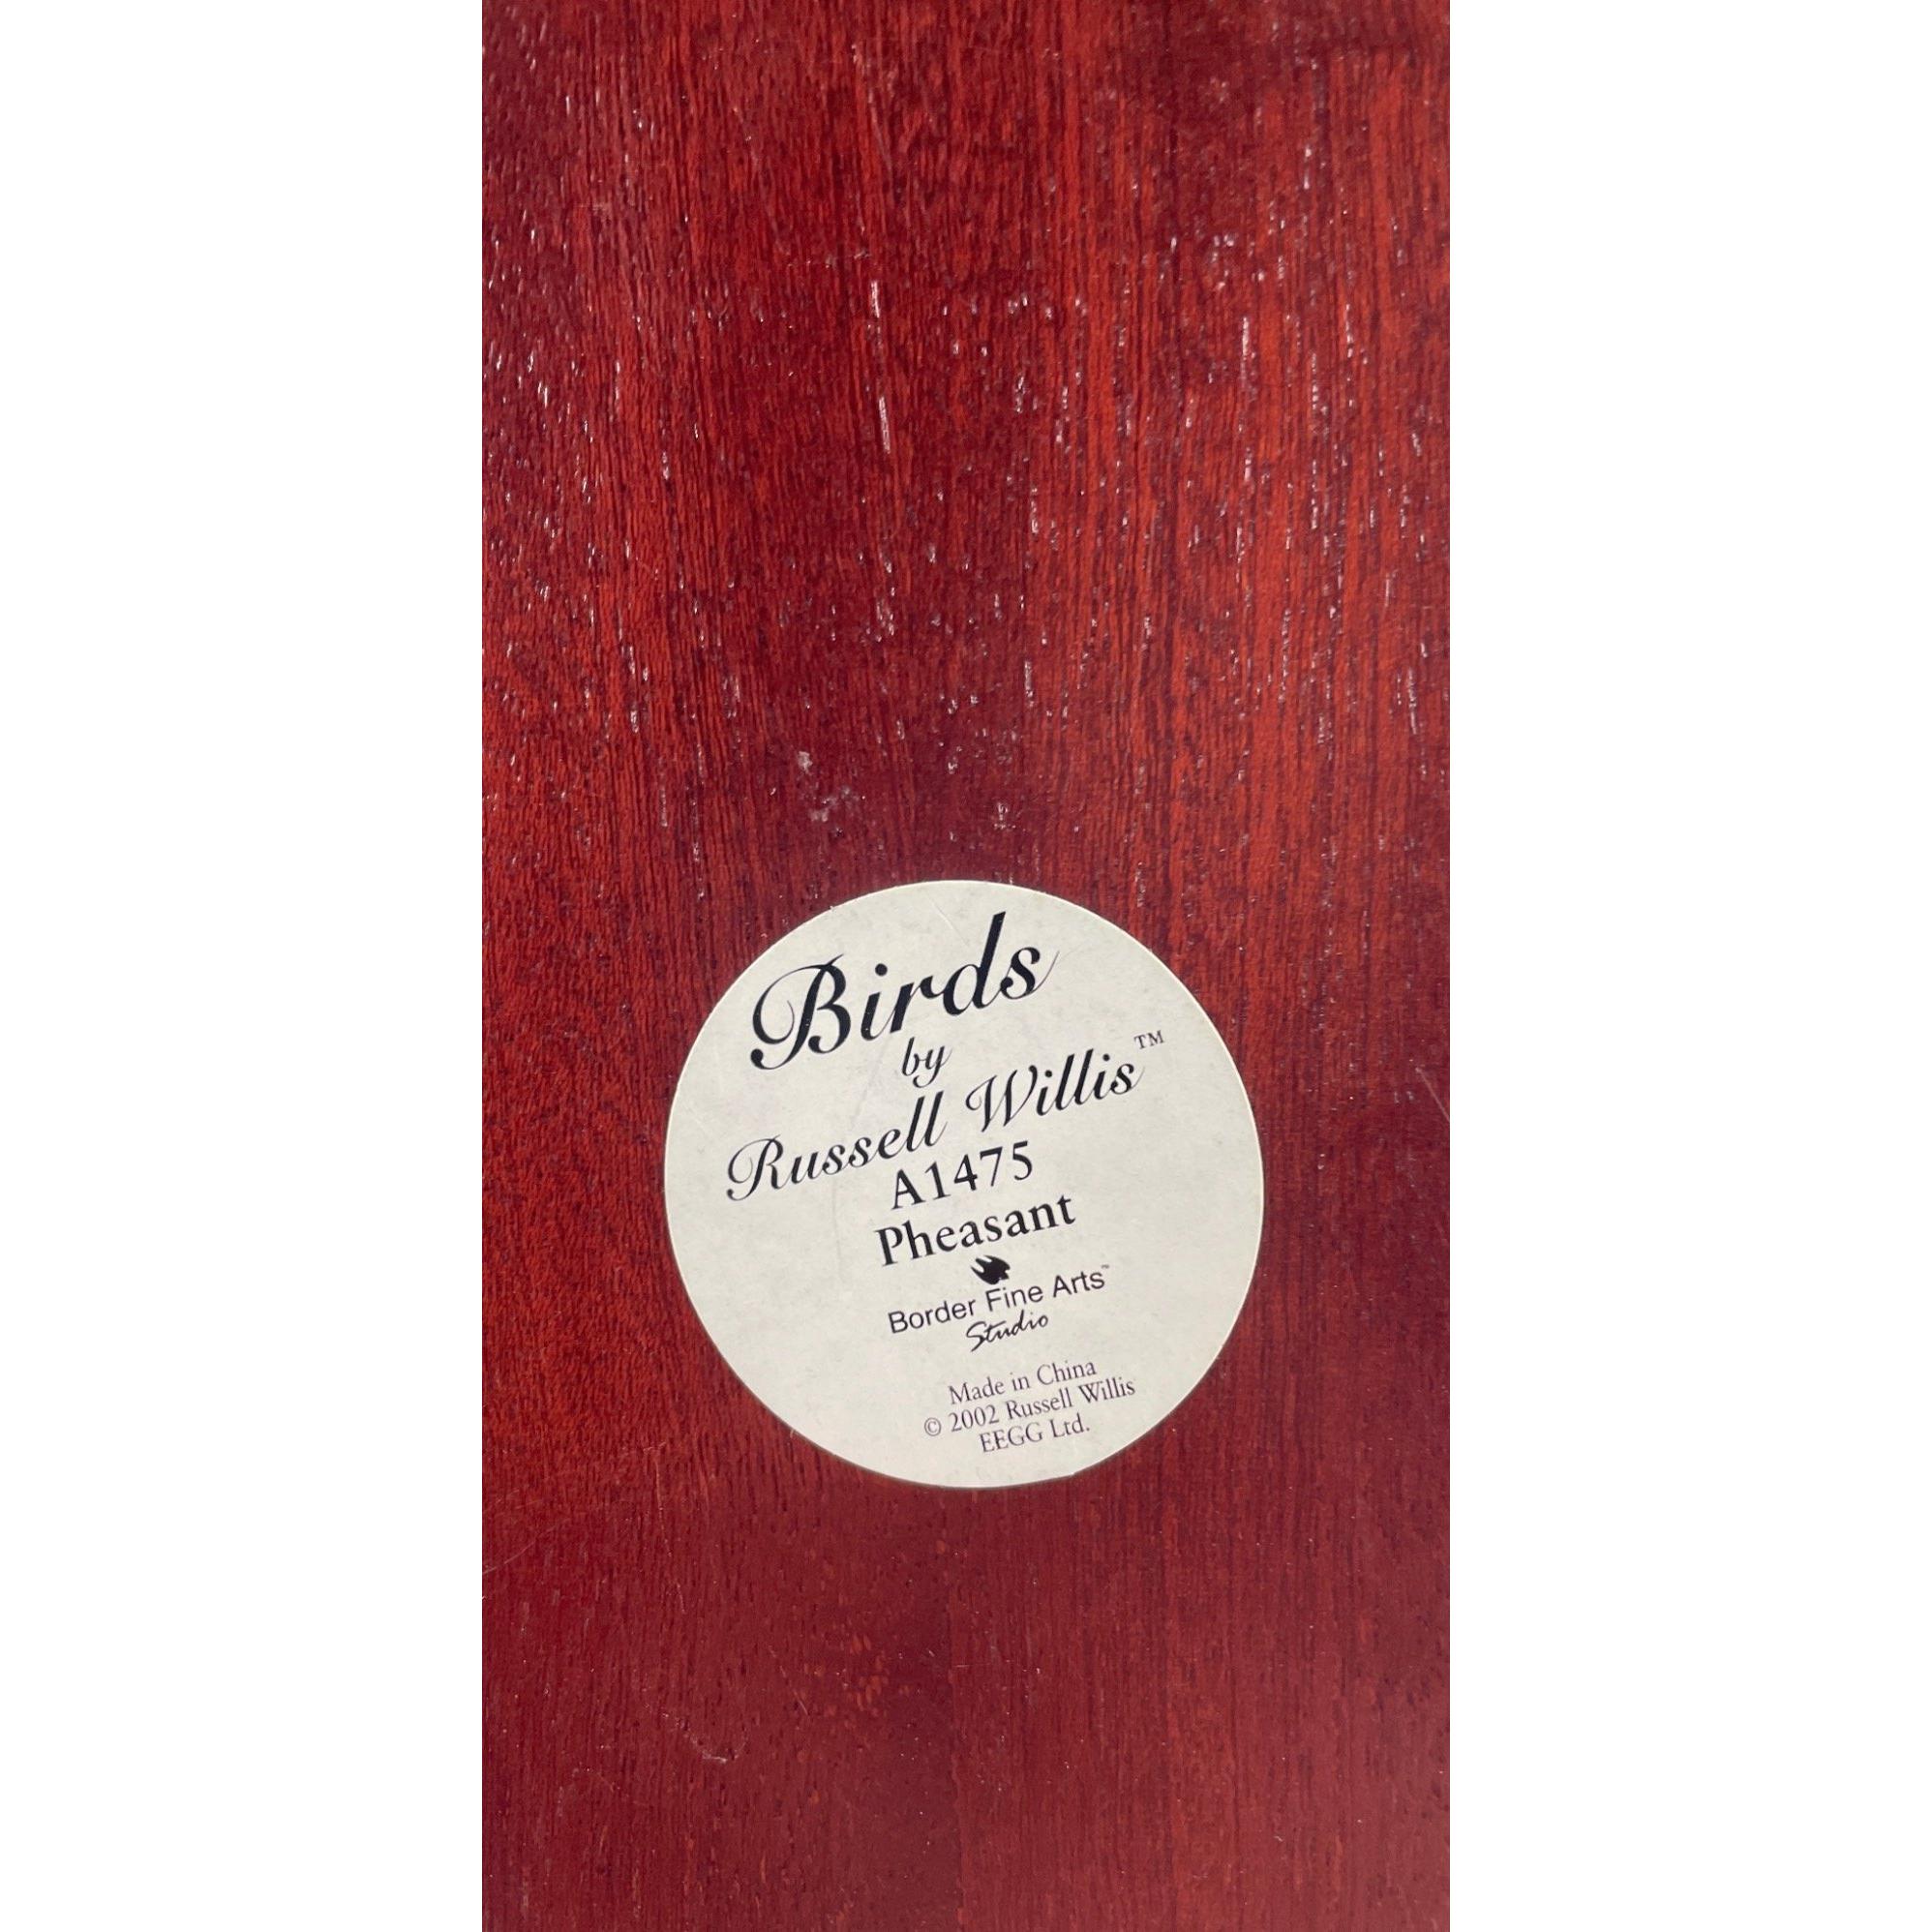 Birds
by
Russell Willis™
A1475
Pheasant
Border Fine Arts™
Studio
Made in China
© 2002 Russell Willis
EEGG Ltd.